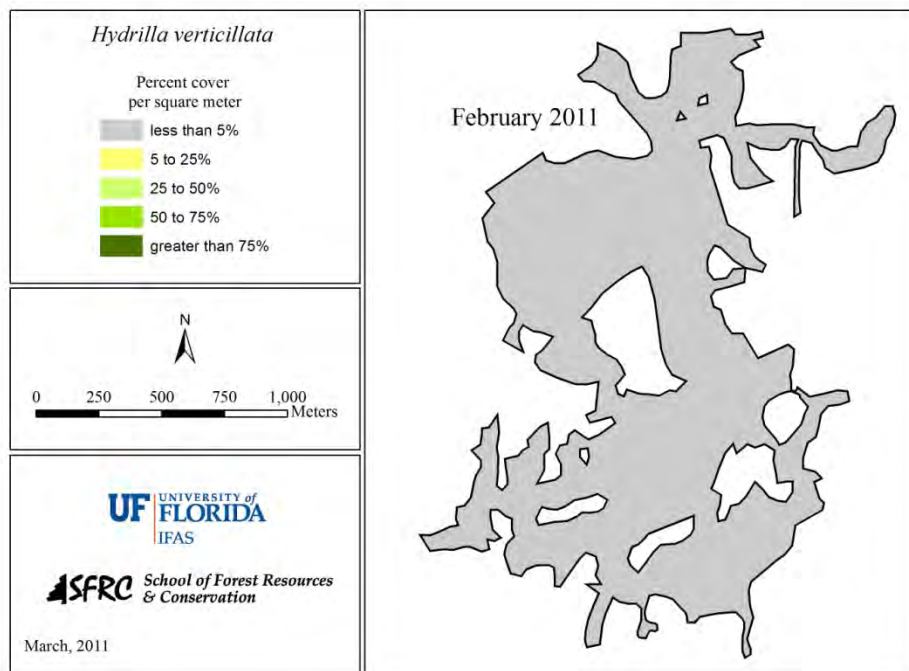 Hydrilla verticillata
Percent cover
per square meter
less than 5%
5 to 25%
25 to 50%
50 to 75%
greater than 75%
February 2011
N
0 250 500 750 1,000
Meters
UF UNIVERSITY of
FLORIDA
IFAS
SFRC School of Forest Resources
& Conservation
March, 2011